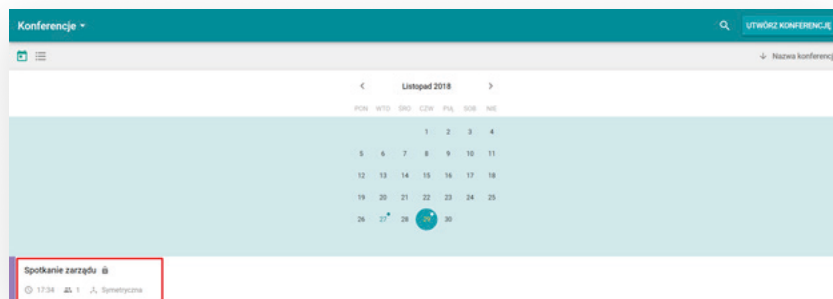 Konferencje
UTWÓRZ KONFERENCJĘ
Nazwa konferencj
Listopad 2018
PON WTO ŚRO CZW PIĄ SOB NIE
1 2 3 4
5 6 7 8 9 10 11
12 13 14 15 16 17 18
19 20 21 22 23 24 25
26 27 28 29 30
Spotkanie zarządu
17:34 1 Symetryczna